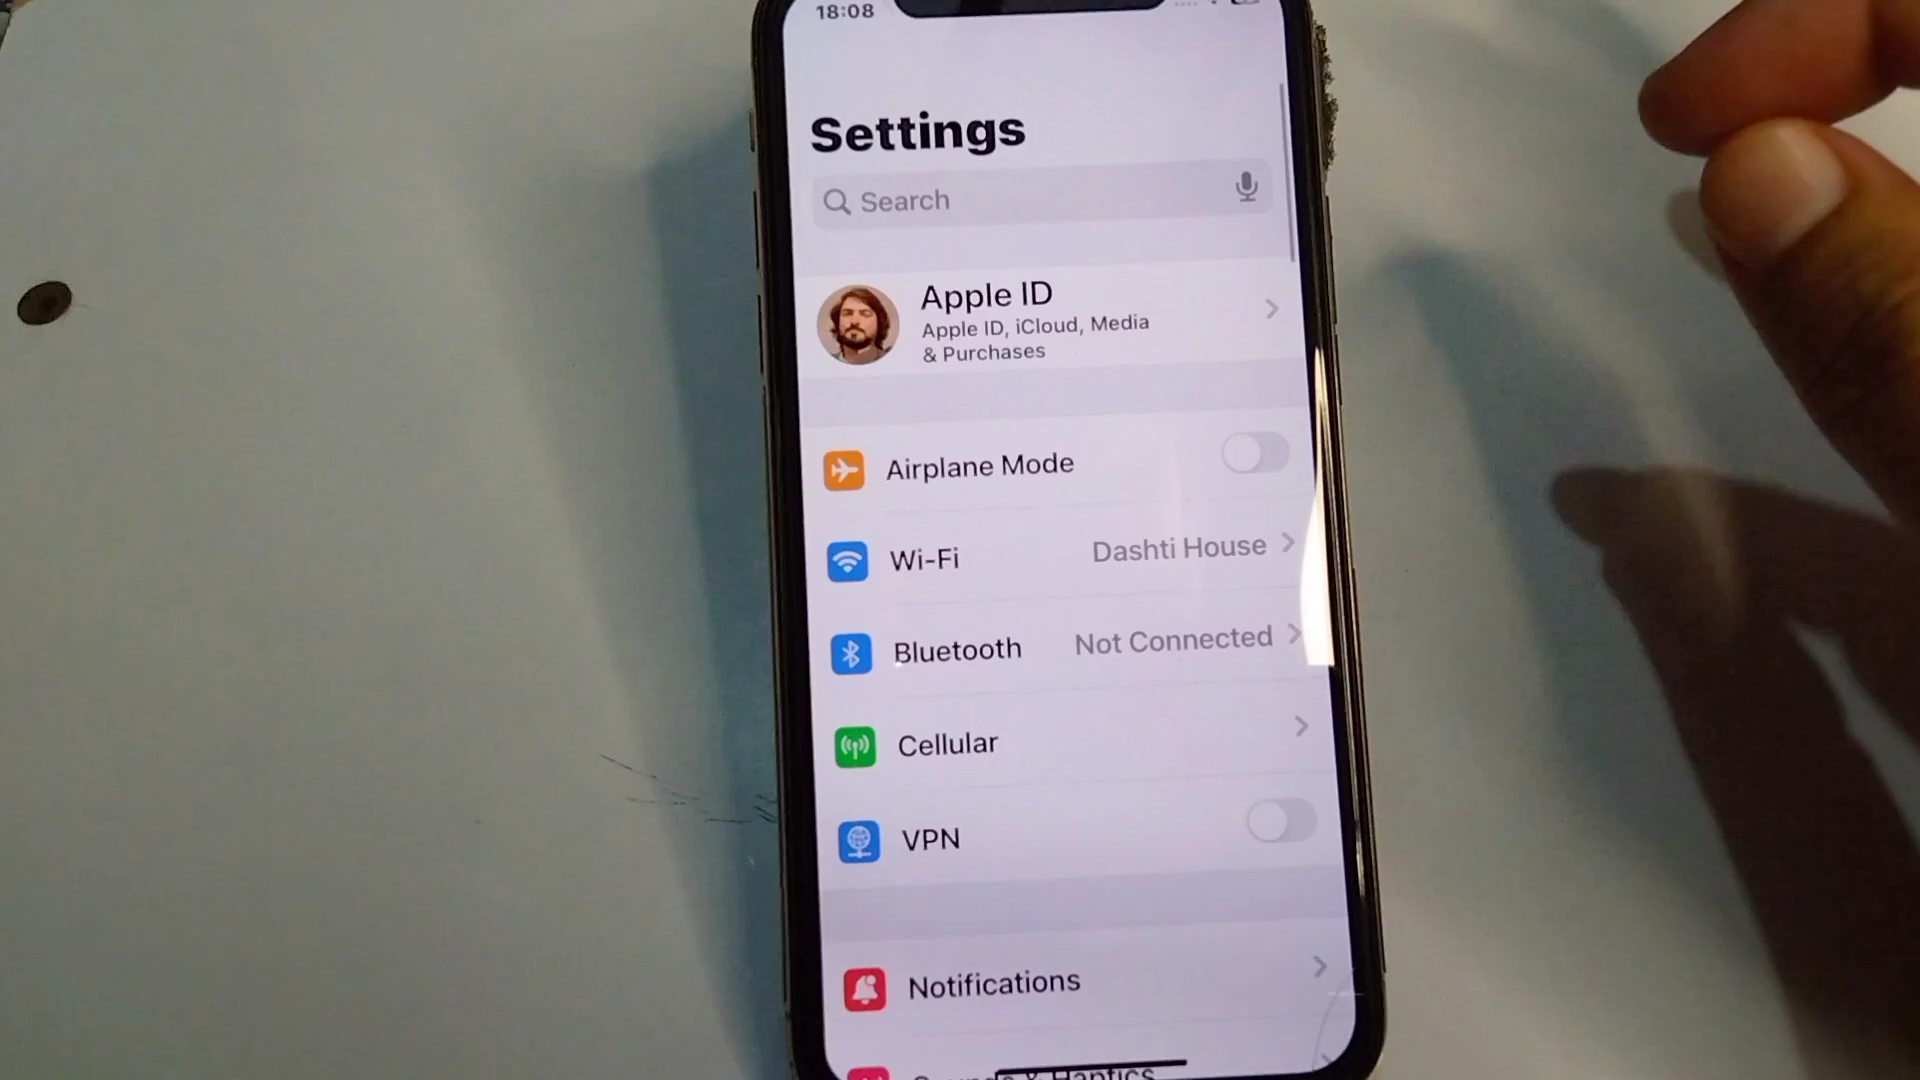 18:08
Settings
Search
Apple ID
Apple ID, iCloud, Media
& Purchases
Airplane Mode
Wi-Fi
Dashti House
Bluetooth
Not Connected
Cellular
VPN
Notifications
& Haptics